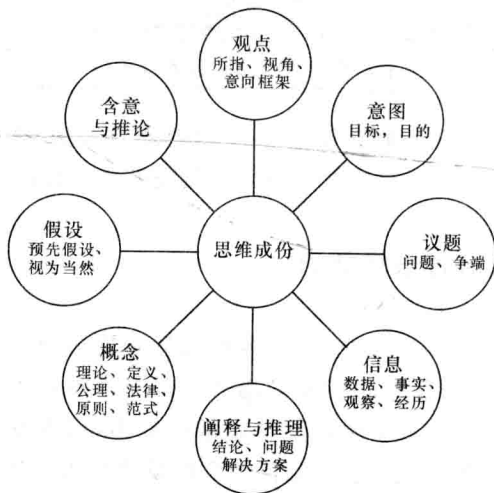 观点
所指、视角、
意向框架
意图
目标，目的
议题
问题、争端
信息
数据、事实、
观察、经历
阐释与推理
结论、问题
解决方案
概念
理论、定义、
公理、法律、
原则、范式
假设
预先假设、
视为当然
含意
与推论
思维成份